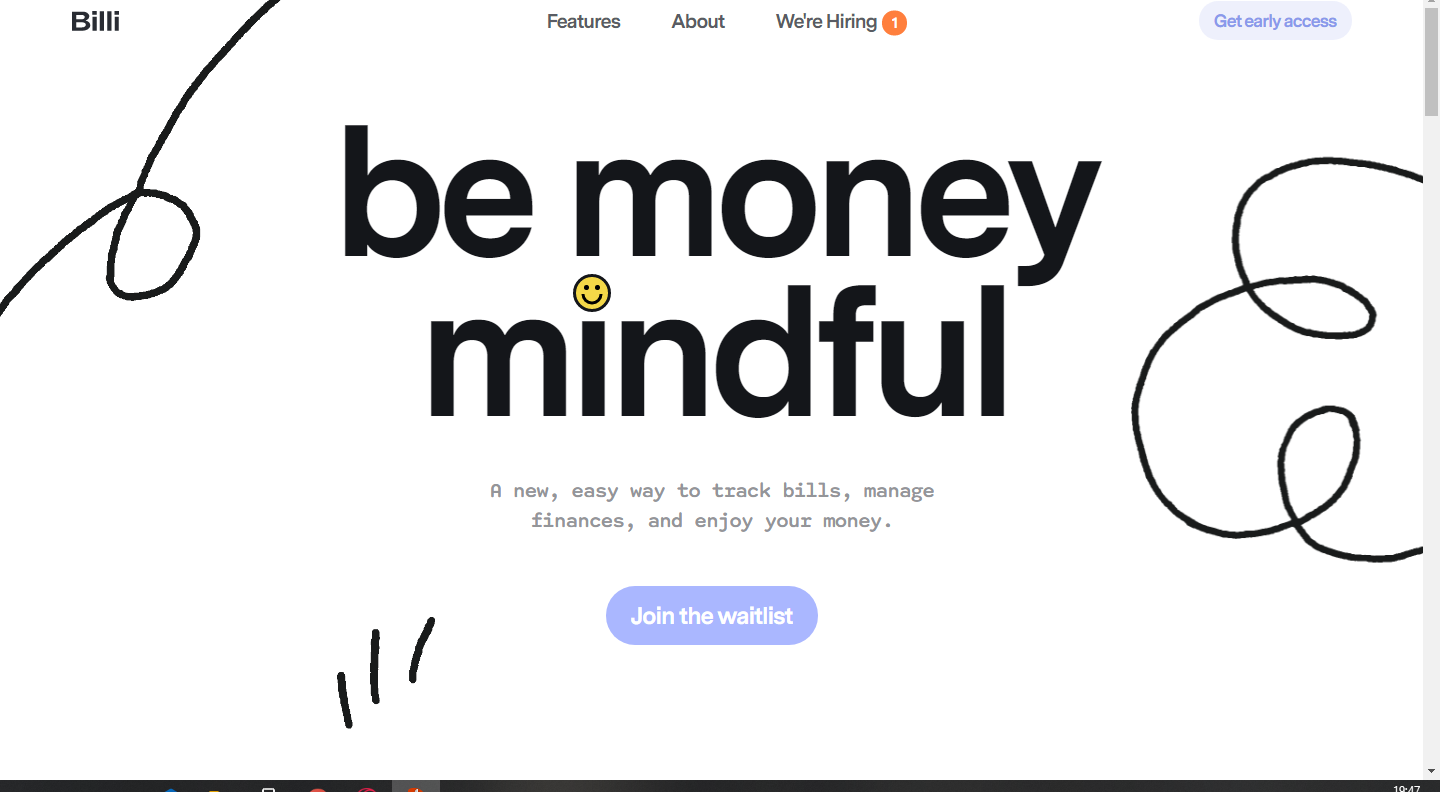 Billi
Features
About
We're Hiring 1
Get early access
be money
mindful
A new, easy way to track bills, manage
finances, and enjoy your money.
Join the waitlist
19:47